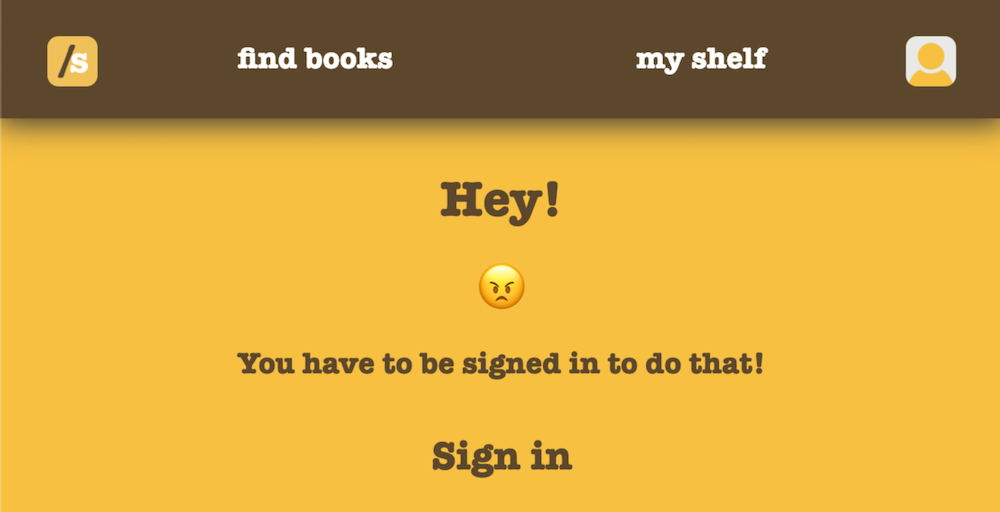 /s find books my shelf
Hey!
You have to be signed in to do that!
Sign in